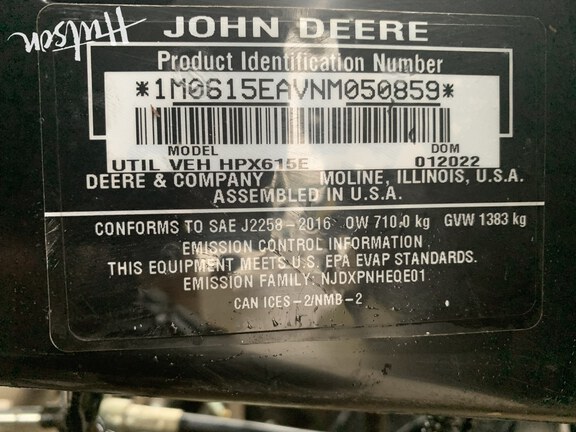 Hutson
JOHN DEERE
Product Identification Number
*1M0615EAVNM050859*
MODEL DOM
UTIL VEH HPX615E 012022
DEERE & COMPANY MOLINE, ILLINOIS, U.S.A.
ASSEMBLED IN U.S.A.
CONFORMS TO SAE J2258-2016 OW 710.0 kg GVW 1383 kg
EMISSION CONTROL INFORMATION
THIS EQUIPMENT MEETS U.S. EPA EVAP STANDARDS.
EMISSION FAMILY: NJDXPNHEQE01
CAN ICES-2/NMB-2